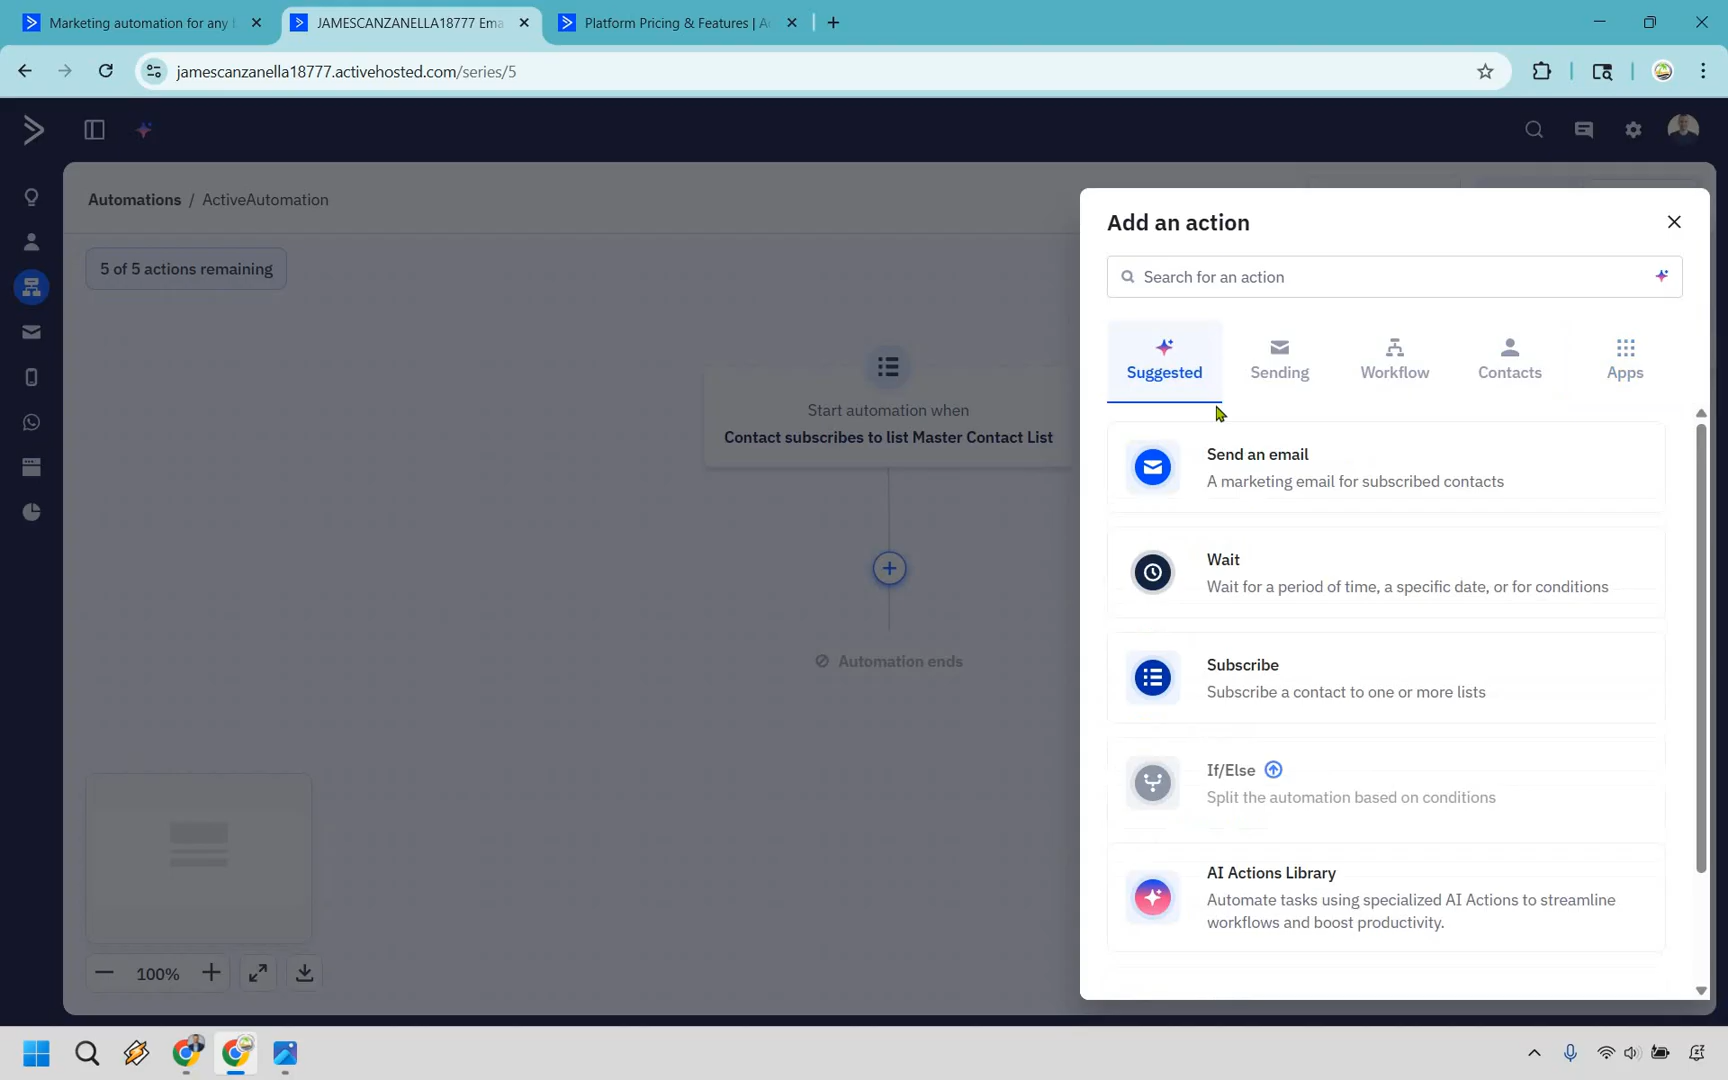 Marketing automation for any
JAMESCANZANELLA18777 Ema
Platform Pricing & Features | A
jamescanzanella18777.activehosted.com/series/5
Automations / ActiveAutomation
5 of 5 actions remaining
Start automation when
Contact subscribes to list Master Contact List
Automation ends
100%
Add an action
Search for an action
Suggested
Sending
Workflow
Contacts
Apps
Send an email
A marketing email for subscribed contacts
Wait
Wait for a period of time, a specific date, or for conditions
Subscribe
Subscribe a contact to one or more lists
If/Else
Split the automation based on conditions
AI Actions Library
Automate tasks using specialized AI Actions to streamline
workflows and boost productivity.